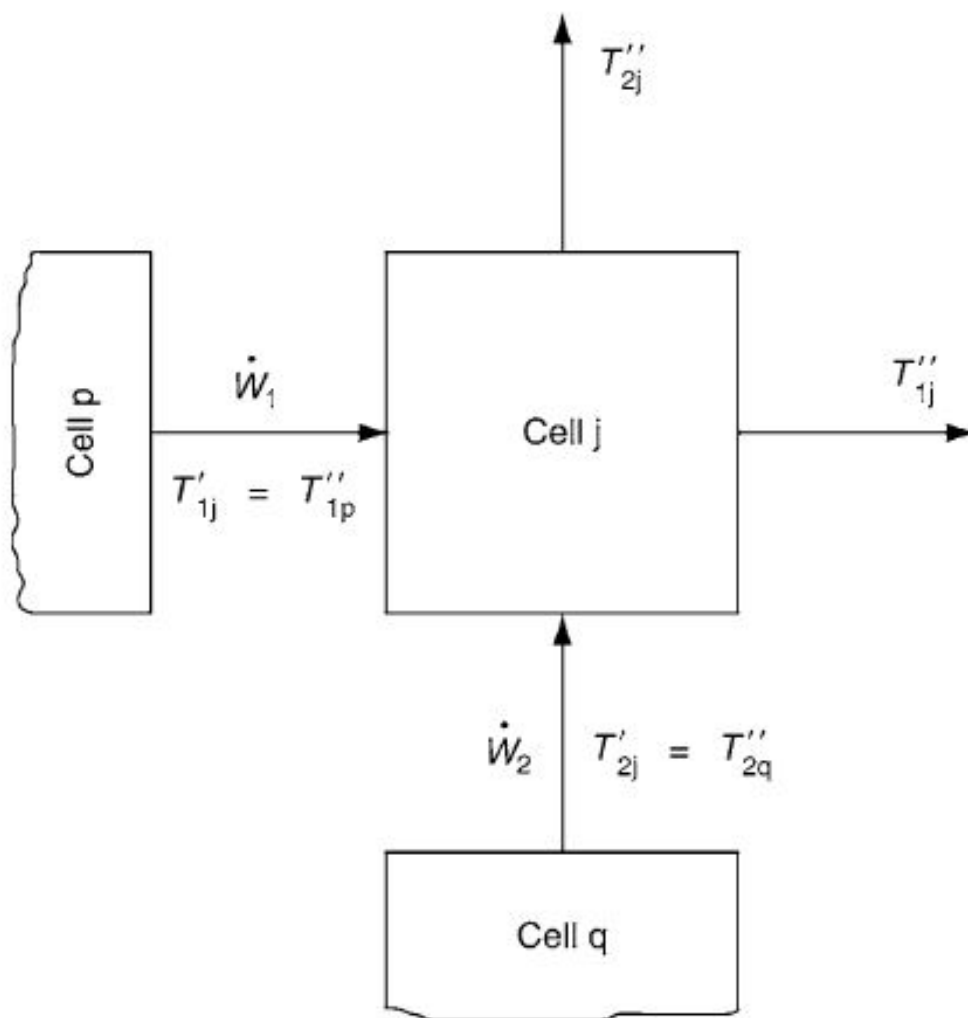 T″2j
Cell p
Ẇ1
T′1j = T″1p
Cell j
T″1j
Ẇ2
T′2j = T″2q
Cell q